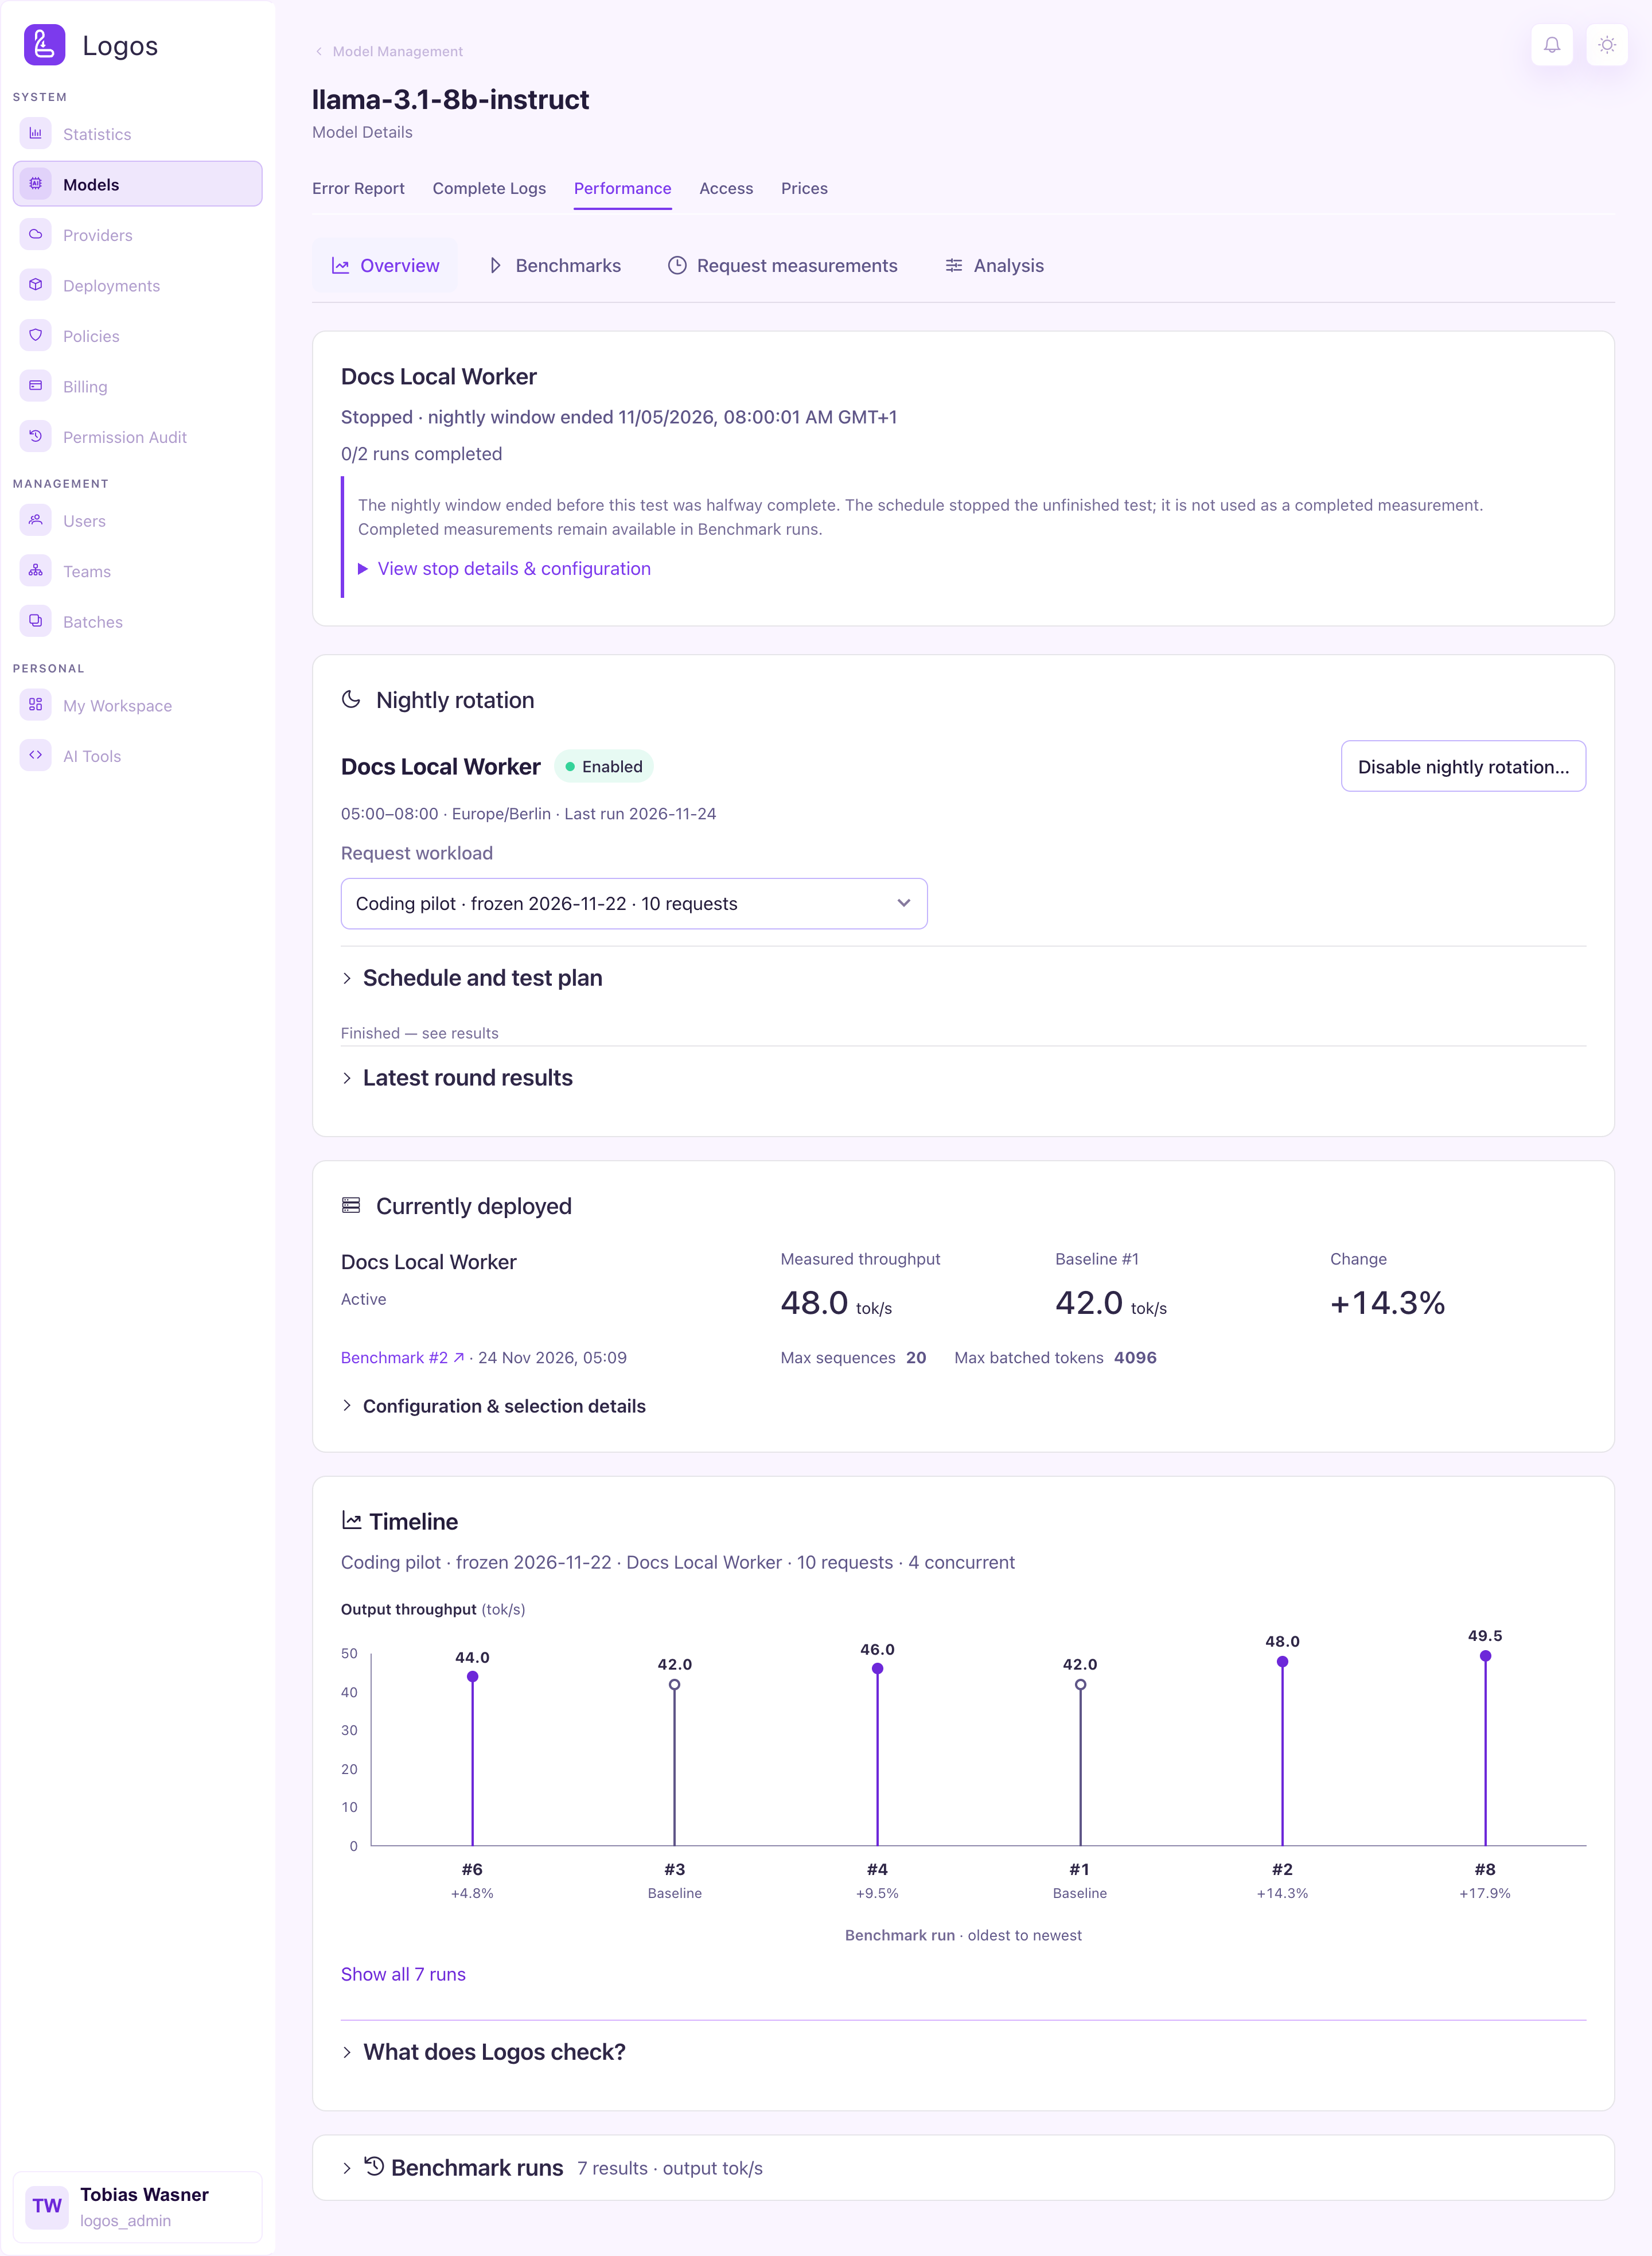 Logos
SYSTEM
Statistics
Models
Providers
Deployments
Policies
Billing
Permission Audit
MANAGEMENT
Users
Teams
Batches
PERSONAL
My Workspace
AI Tools
TW
Tobias Wasner
logos_admin
Model Management
llama-3.1-8b-instruct
Model Details
Error Report Complete Logs Performance Access Prices
Overview Benchmarks Request measurements Analysis
Docs Local Worker
Stopped · nightly window ended 11/05/2026, 08:00:01 AM GMT+1
0/2 runs completed
The nightly window ended before this test was halfway complete. The schedule stopped the unfinished test; it is not used as a completed measurement.
Completed measurements remain available in Benchmark runs.
View stop details & configuration
Nightly rotation
Docs Local Worker Enabled Disable nightly rotation...
05:00–08:00 · Europe/Berlin · Last run 2026-11-24
Request workload
Coding pilot · frozen 2026-11-22 · 10 requests
Schedule and test plan
Finished — see results
Latest round results
Currently deployed
Docs Local Worker Measured throughput Baseline #1 Change
Active 48.0 tok/s 42.0 tok/s +14.3%
Benchmark #2 ↗ · 24 Nov 2026, 05:09 Max sequences 20 Max batched tokens 4096
Configuration & selection details
Timeline
Coding pilot · frozen 2026-11-22 · Docs Local Worker · 10 requests · 4 concurrent
Output throughput (tok/s)
50
40
30
20
10
0
44.0 42.0 46.0 42.0 48.0 49.5
#6 #3 #4 #1 #2 #8
+4.8% Baseline +9.5% Baseline +14.3% +17.9%
Benchmark run · oldest to newest
Show all 7 runs
What does Logos check?
Benchmark runs 7 results · output tok/s